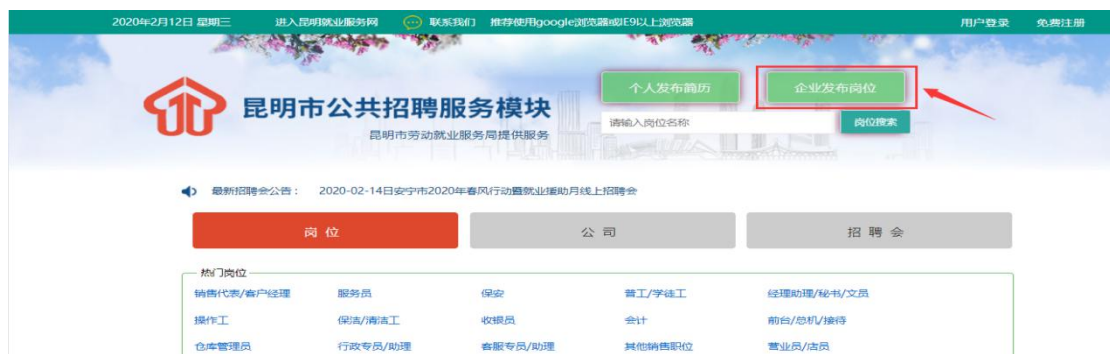 2020年2月12日 星期三 进入昆明就业服务网 联系我们 推荐使用google浏览器或IE9以上浏览器 用户登录 免费注册
个人发布简历 企业发布岗位
昆明市公共招聘服务模块
请输入岗位名称 岗位搜索
昆明市劳动就业服务局提供服务
最新招聘会公告： 2020-02-14日安宁市2020年春风行动暨就业援助月线上招聘会
岗 位 公 司 招 聘 会
热门岗位
销售代表/客户经理 服务员 保安 普工/学徒工 经理助理/秘书/文员
操作工 保洁/清洁工 收银员 会计 前台/总机/接待
仓库管理员 行政专员/助理 客服专员/助理 其他销售职位 营业员/店员